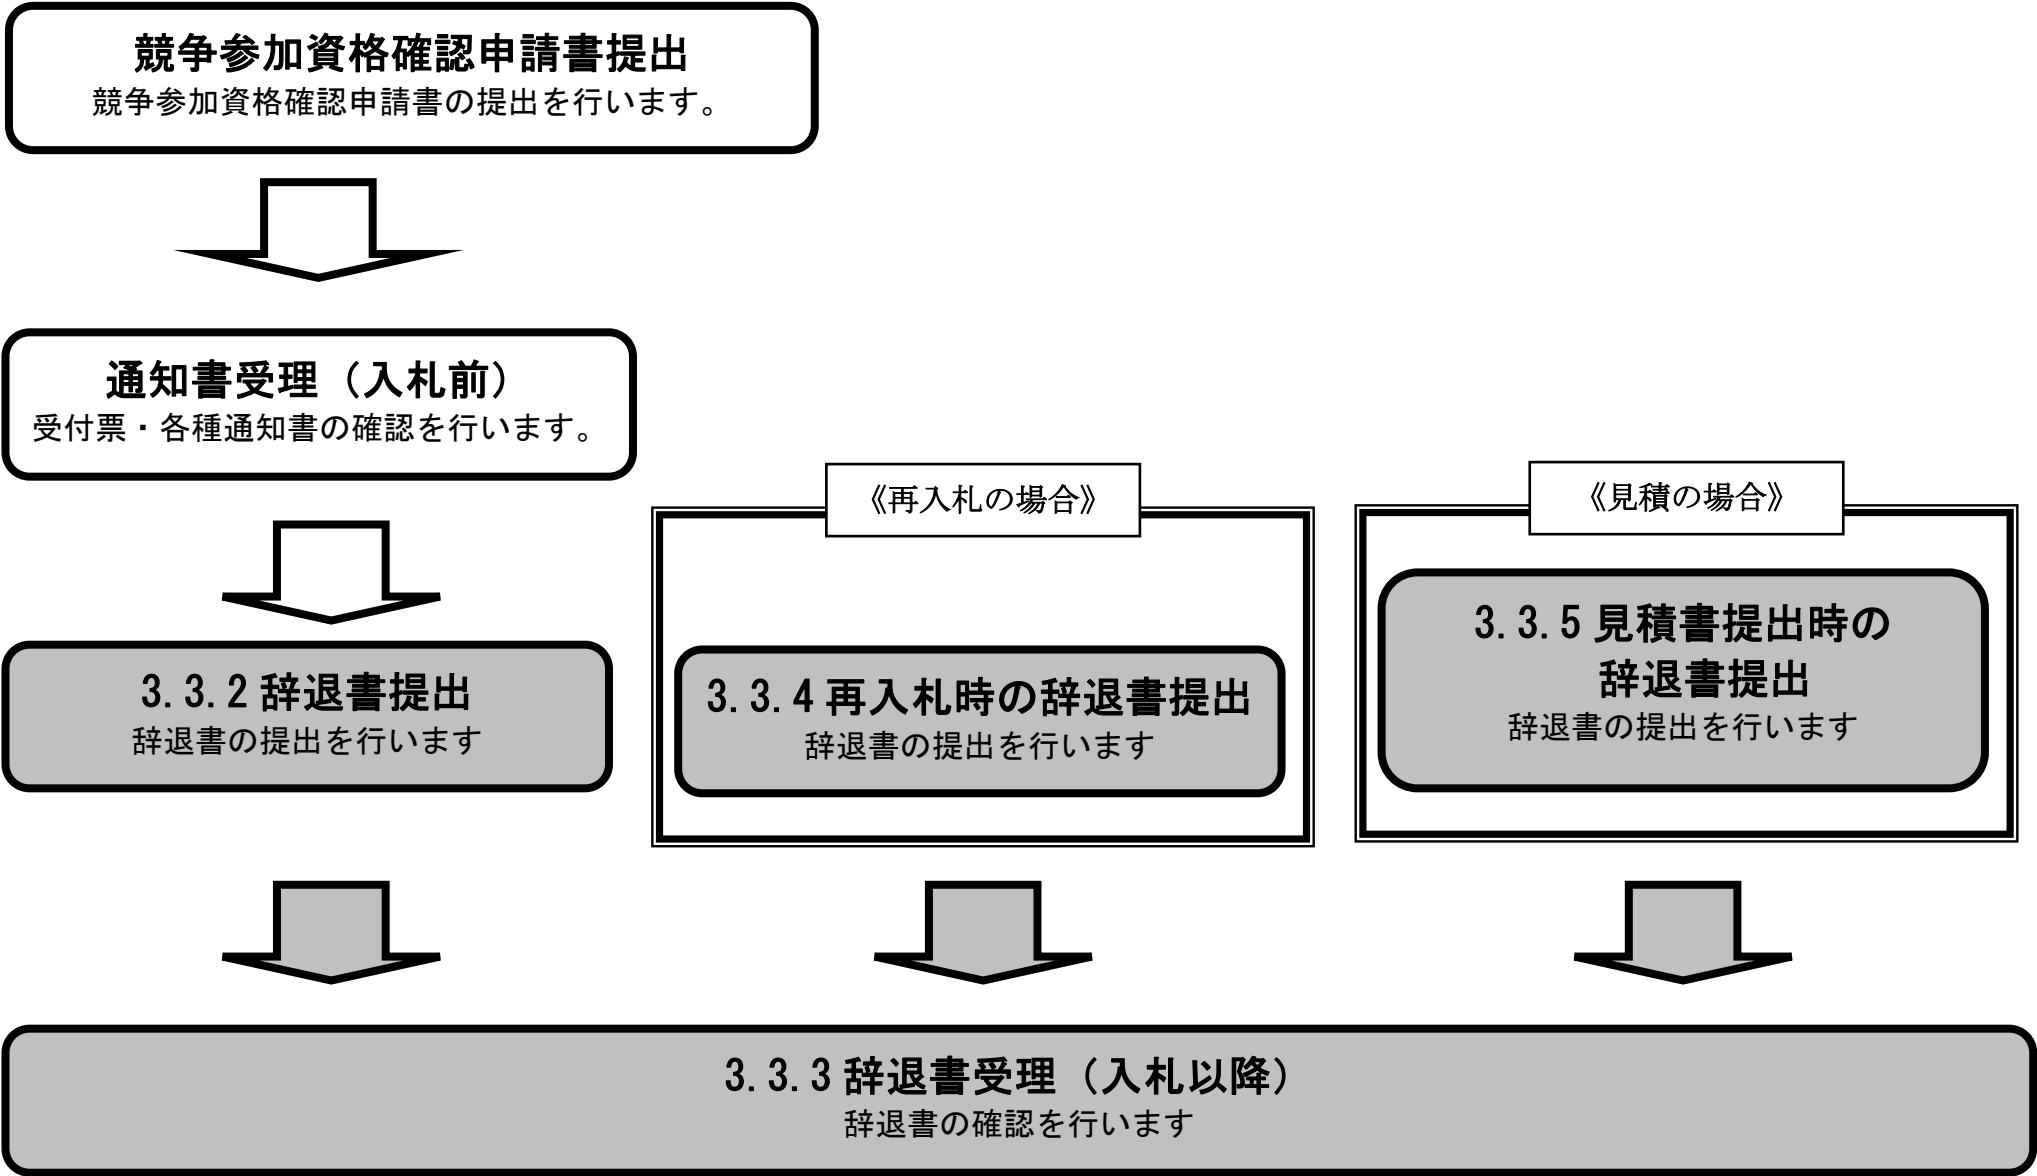 競争参加資格確認申請書提出
競争参加資格確認申請書の提出を行います。
通知書受理（入札前）
受付票・各種通知書の確認を行います。
3.3.2 辞退書提出
辞退書の提出を行います
《再入札の場合》
3.3.4 再入札時の辞退書提出
辞退書の提出を行います
《見積の場合》
3.3.5 見積書提出時の
辞退書提出
辞退書の提出を行います
3.3.3 辞退書受理（入札以降）
辞退書の確認を行います